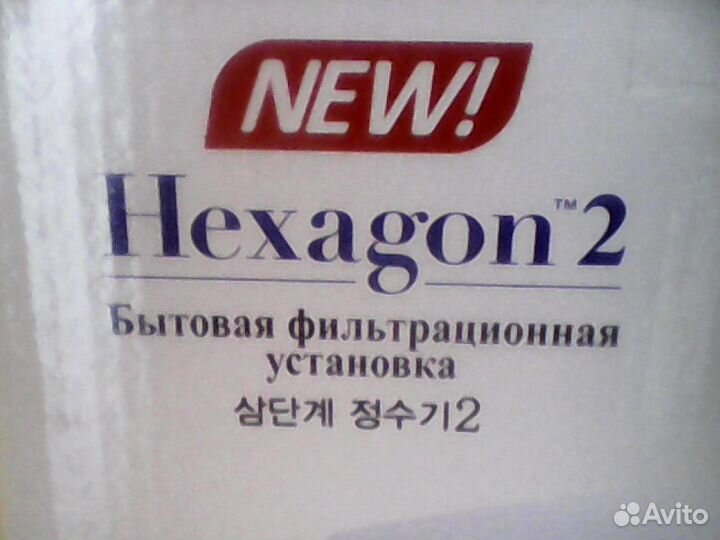 NEW!
Hexagon™2
Бытовая фильтрационная
установка
삼단계 정수기2
Avito